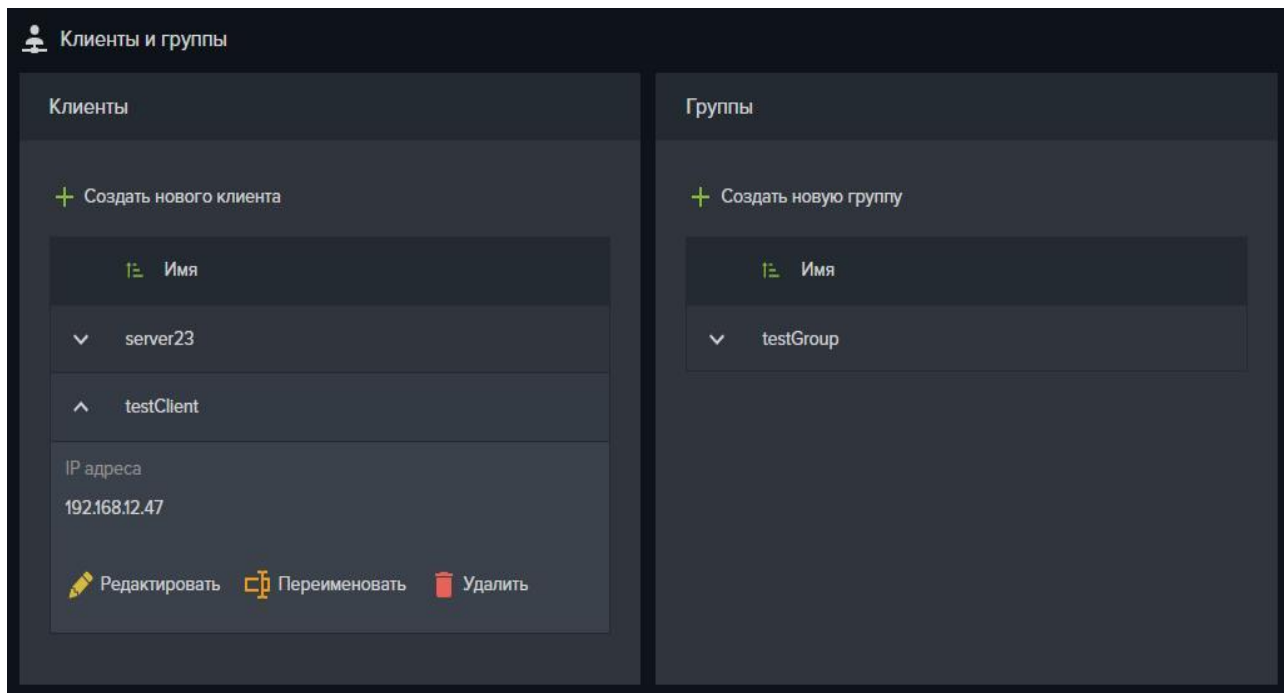 Клиенты и группы
Клиенты
Создать нового клиента
Имя
server23
testClient
IP адреса
192.168.12.47
Редактировать Переименовать Удалить
Группы
Создать новую группу
Имя
testGroup